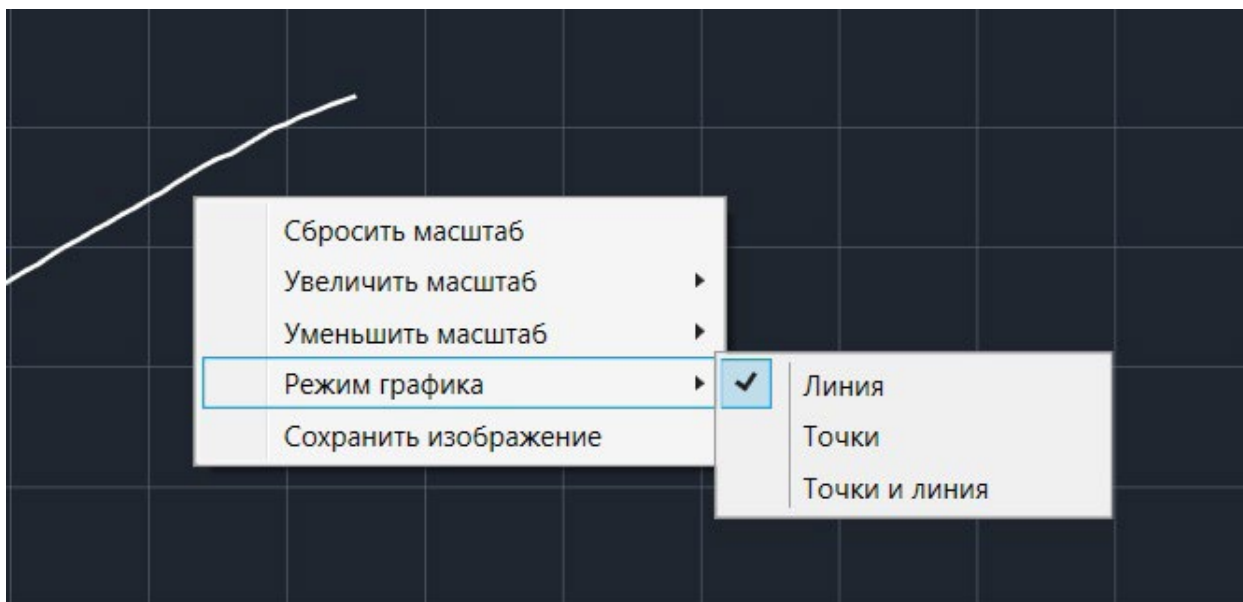 Сбросить масштаб
Увеличить масштаб
Уменьшить масштаб
Режим графика
Сохранить изображение
Линия
Точки
Точки и линия